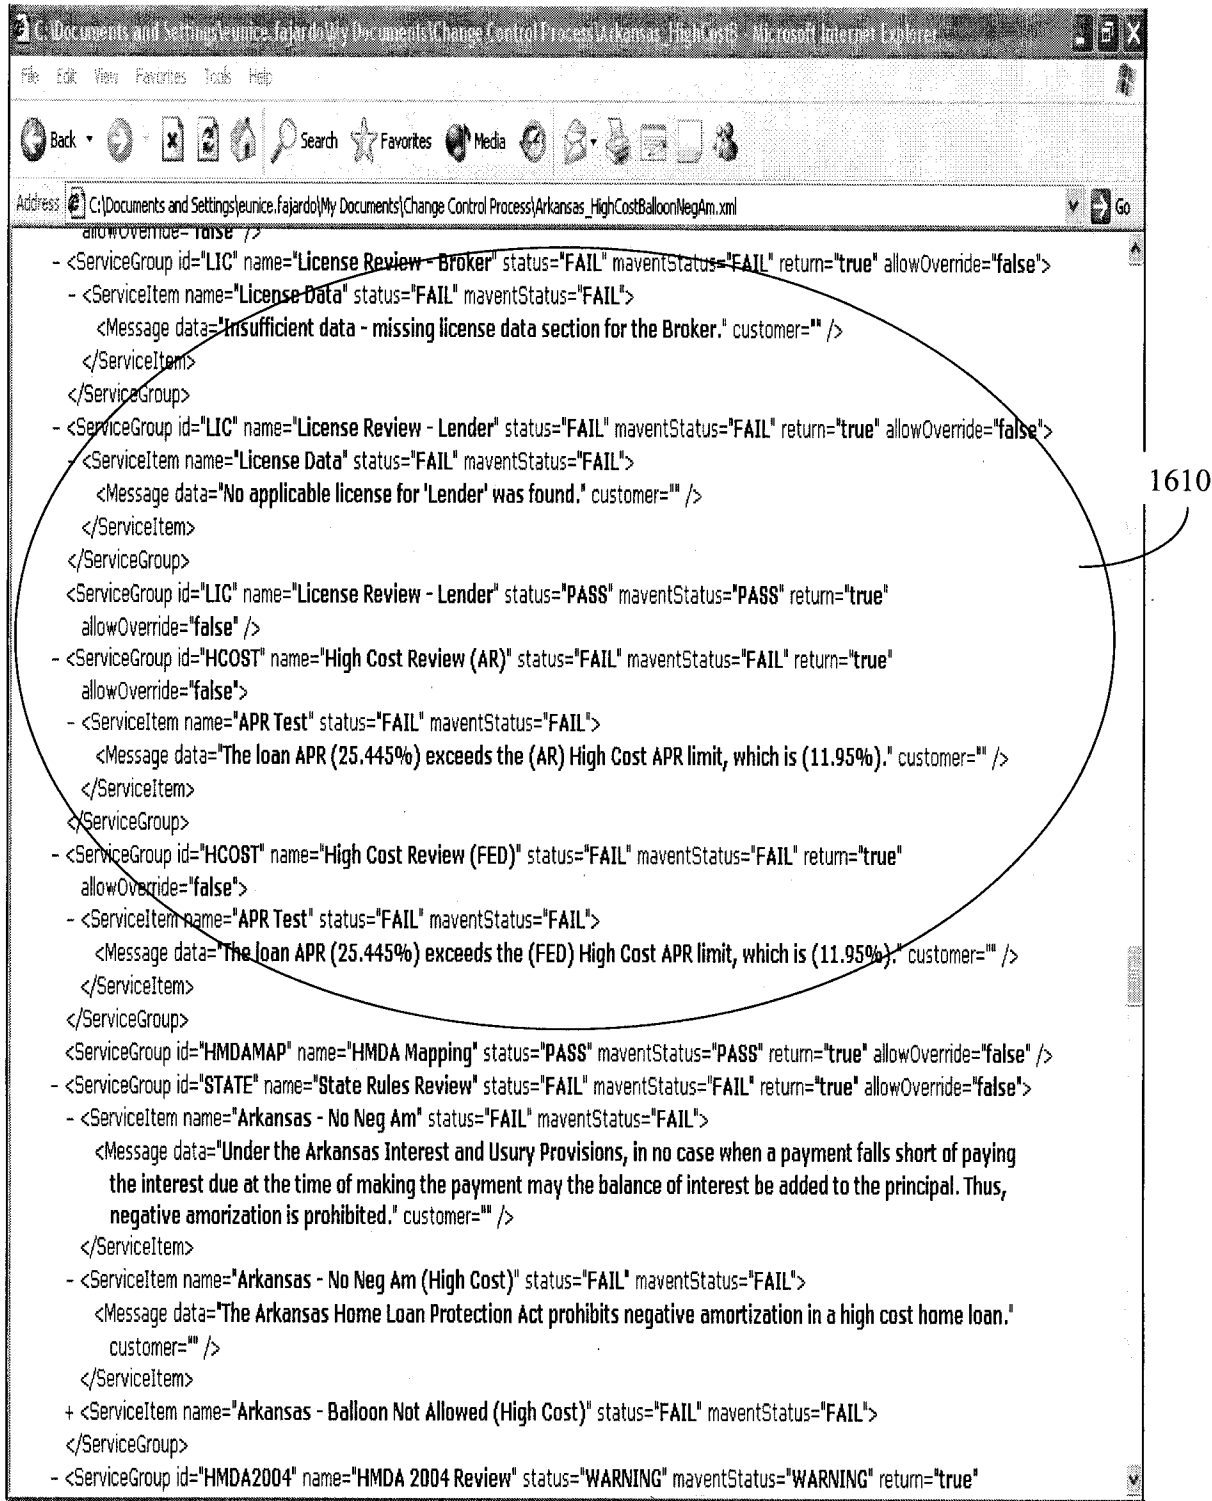 C:\Documents and Settings\eunice.fajardo\My Documents\Change Control Process\Arkansas_HighCostB - Microsoft Internet Explorer
File Edit View Favorites Tools Help
Back Search Favorites Media
Address C:\Documents and Settings\eunice.fajardo\My Documents\Change Control Process\Arkansas_HighCostBalloonNegAm.xml Go
allowOverride="false" />
- <ServiceGroup id="LIC" name="License Review - Broker" status="FAIL" maventStatus="FAIL" return="true" allowOverride="false">
- <ServiceItem name="License Data" status="FAIL" maventStatus="FAIL">
<Message data="Insufficient data - missing license data section for the Broker." customer="" />
</ServiceItem>
</ServiceGroup>
- <ServiceGroup id="LIC" name="License Review - Lender" status="FAIL" maventStatus="FAIL" return="true" allowOverride="false">
- <ServiceItem name="License Data" status="FAIL" maventStatus="FAIL">
<Message data="No applicable license for 'Lender' was found." customer="" />
</ServiceItem>
</ServiceGroup>
<ServiceGroup id="LIC" name="License Review - Lender" status="PASS" maventStatus="PASS" return="true"
allowOverride="false" />
- <ServiceGroup id="HCOST" name="High Cost Review (AR)" status="FAIL" maventStatus="FAIL" return="true"
allowOverride="false">
- <ServiceItem name="APR Test" status="FAIL" maventStatus="FAIL">
<Message data="The loan APR (25.445%) exceeds the (AR) High Cost APR limit, which is (11.95%)." customer="" />
</ServiceItem>
</ServiceGroup>
- <ServiceGroup id="HCOST" name="High Cost Review (FED)" status="FAIL" maventStatus="FAIL" return="true"
allowOverride="false">
- <ServiceItem name="APR Test" status="FAIL" maventStatus="FAIL">
<Message data="The loan APR (25.445%) exceeds the (FED) High Cost APR limit, which is (11.95%)." customer="" />
</ServiceItem>
</ServiceGroup>
<ServiceGroup id="HMDAMAP" name="HMDA Mapping" status="PASS" maventStatus="PASS" return="true" allowOverride="false" />
- <ServiceGroup id="STATE" name="State Rules Review" status="FAIL" maventStatus="FAIL" return="true" allowOverride="false">
- <ServiceItem name="Arkansas - No Neg Am" status="FAIL" maventStatus="FAIL">
<Message data="Under the Arkansas Interest and Usury Provisions, in no case when a payment falls short of paying
the interest due at the time of making the payment may the balance of interest be added to the principal. Thus,
negative amorization is prohibited." customer="" />
</ServiceItem>
- <ServiceItem name="Arkansas - No Neg Am (High Cost)" status="FAIL" maventStatus="FAIL">
<Message data="The Arkansas Home Loan Protection Act prohibits negative amortization in a high cost home loan."
customer="" />
</ServiceItem>
+ <ServiceItem name="Arkansas - Balloon Not Allowed (High Cost)" status="FAIL" maventStatus="FAIL">
</ServiceGroup>
- <ServiceGroup id="HMDA2004" name="HMDA 2004 Review" status="WARNING" maventStatus="WARNING" return="true"
1610